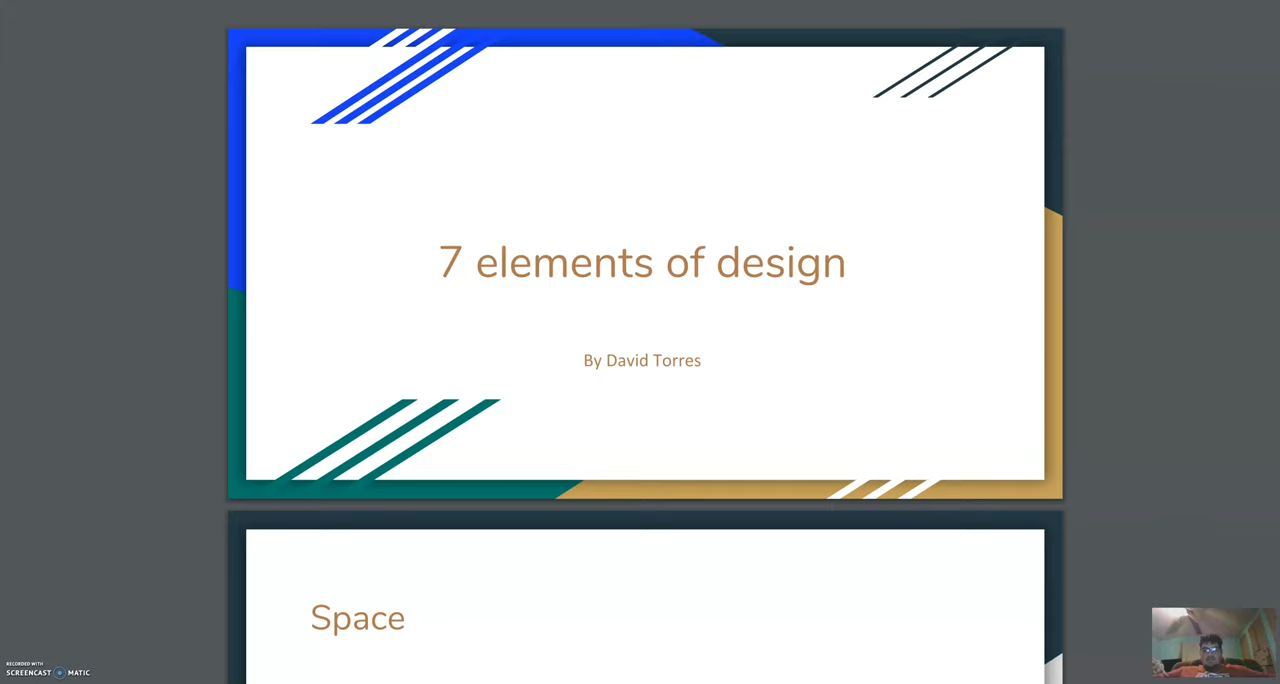 7 elements of design
By David Torres
Space
RECORDED WITH
SCREENCAST MATIC